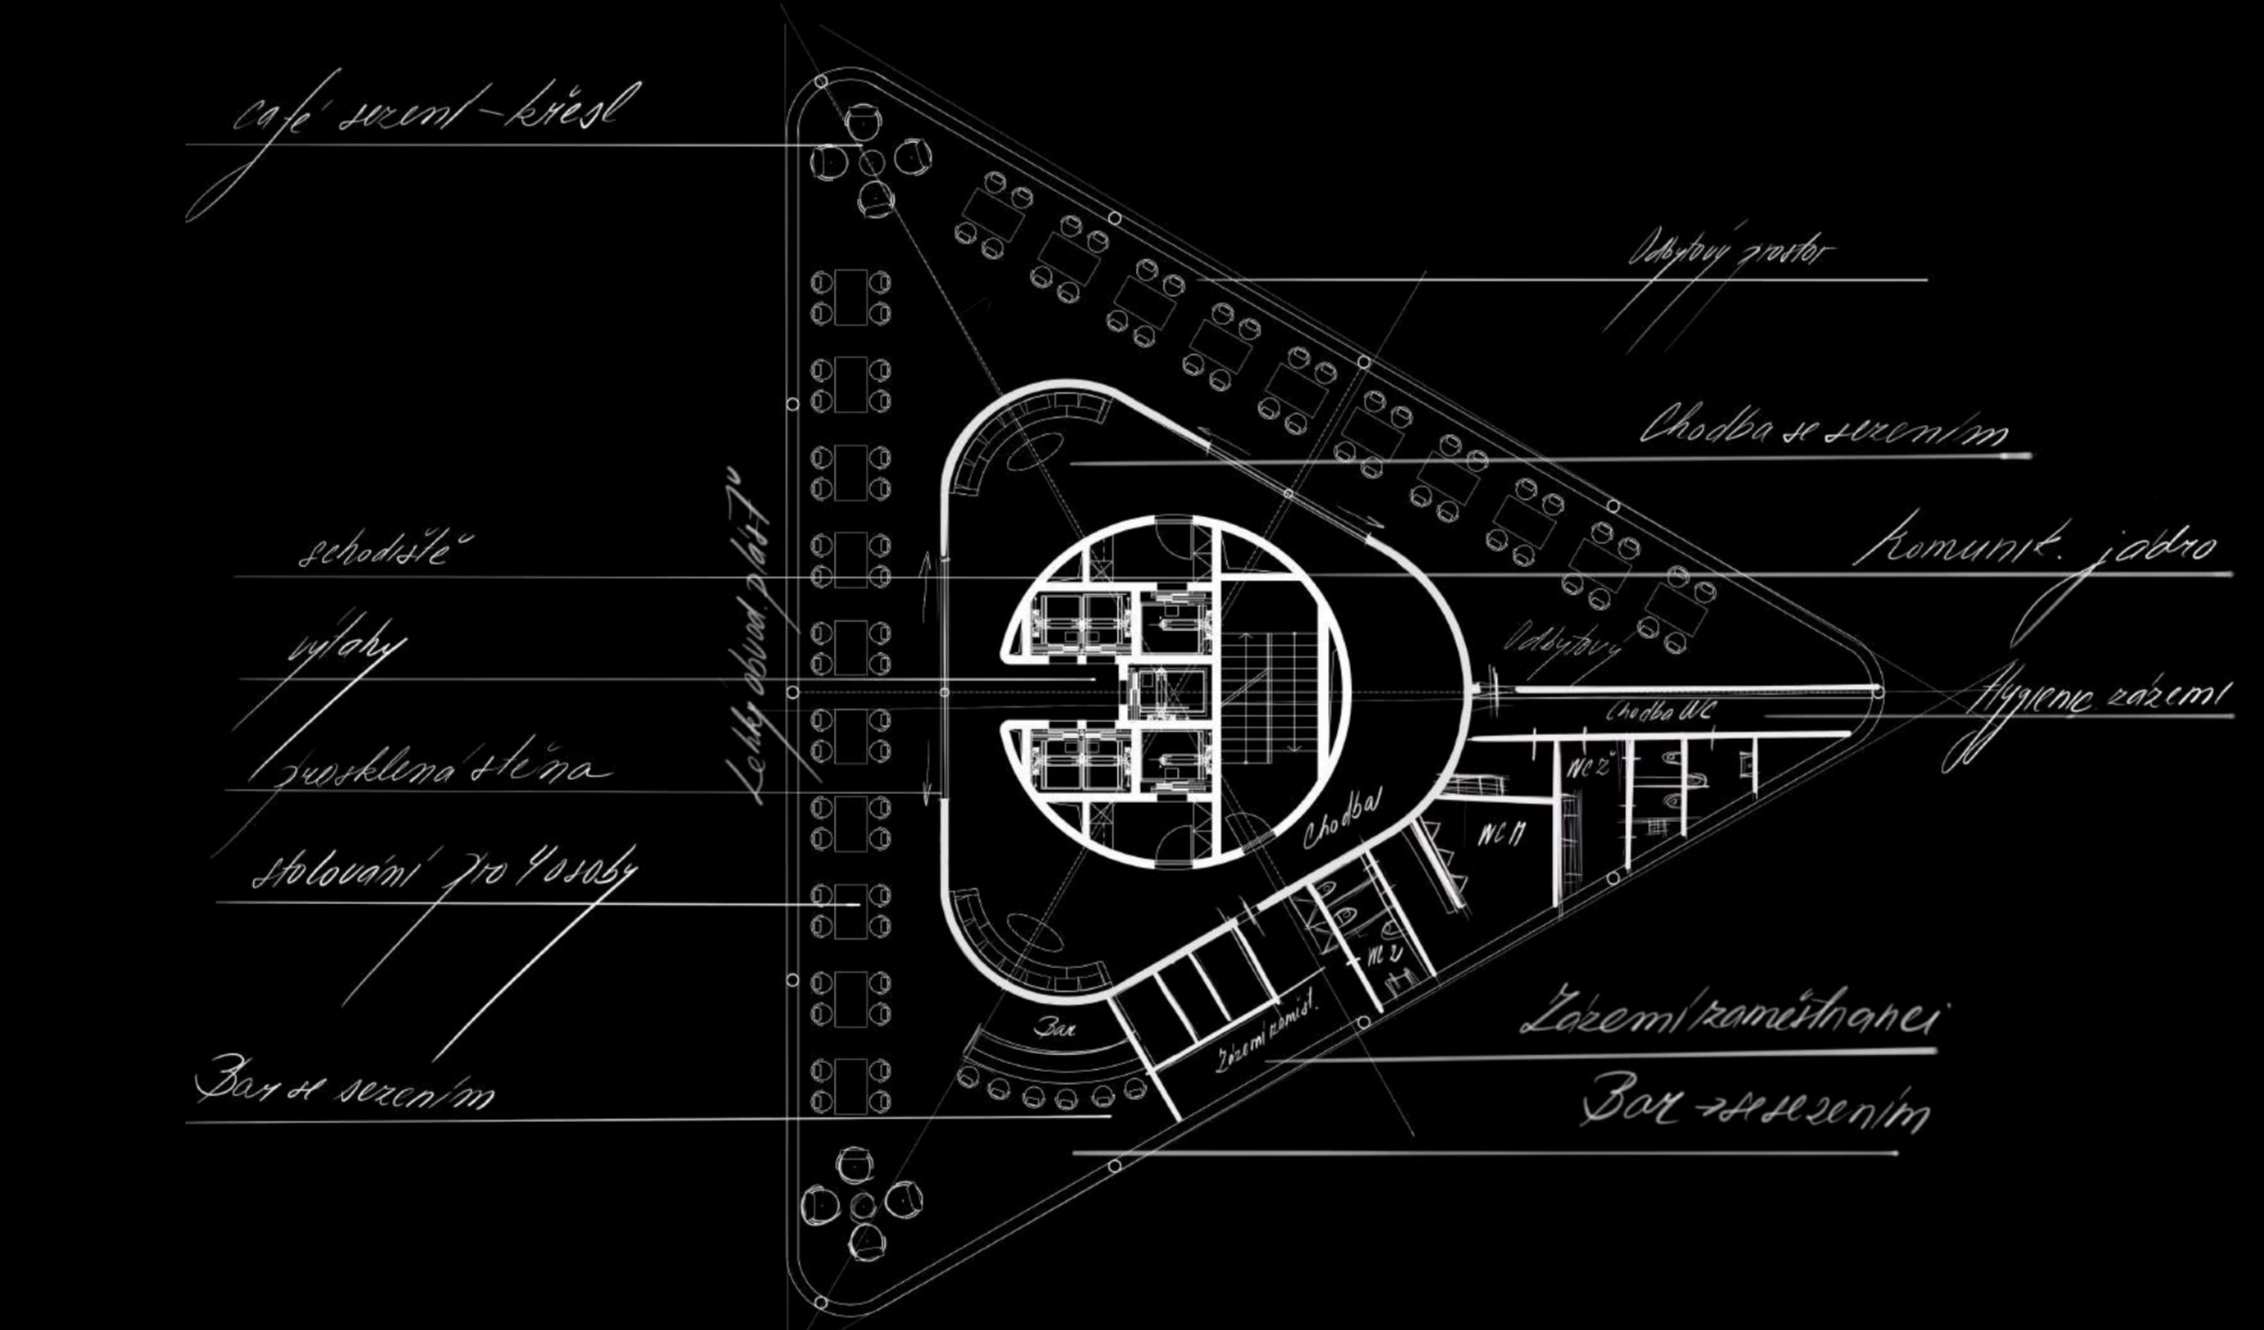 café sezení - křesl
Odbytový prostor
Chodba se sezením
schodiště
Komunik. jádro
výtahy
Lehký obvod. plášť
Odbytový
Hygienic. zázemí
Chodba WC
prosklená stěna
WC Ž
Chodba
WC M
stolování pro 4 osoby
WC Z
Zázemí zaměstnanci
Bar
Zázemí zaměst.
Bar se sezením
Bar → se sezením